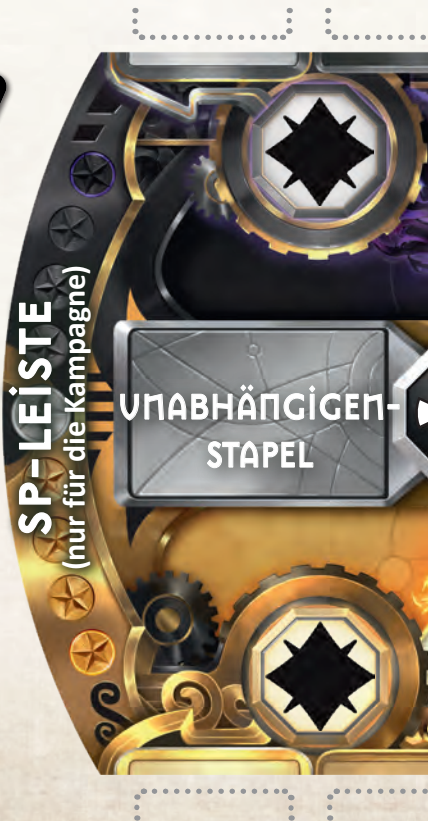 SP-LEISTE
(nur für die Kampagne)
UNABHÄNGIGEN-
STAPEL